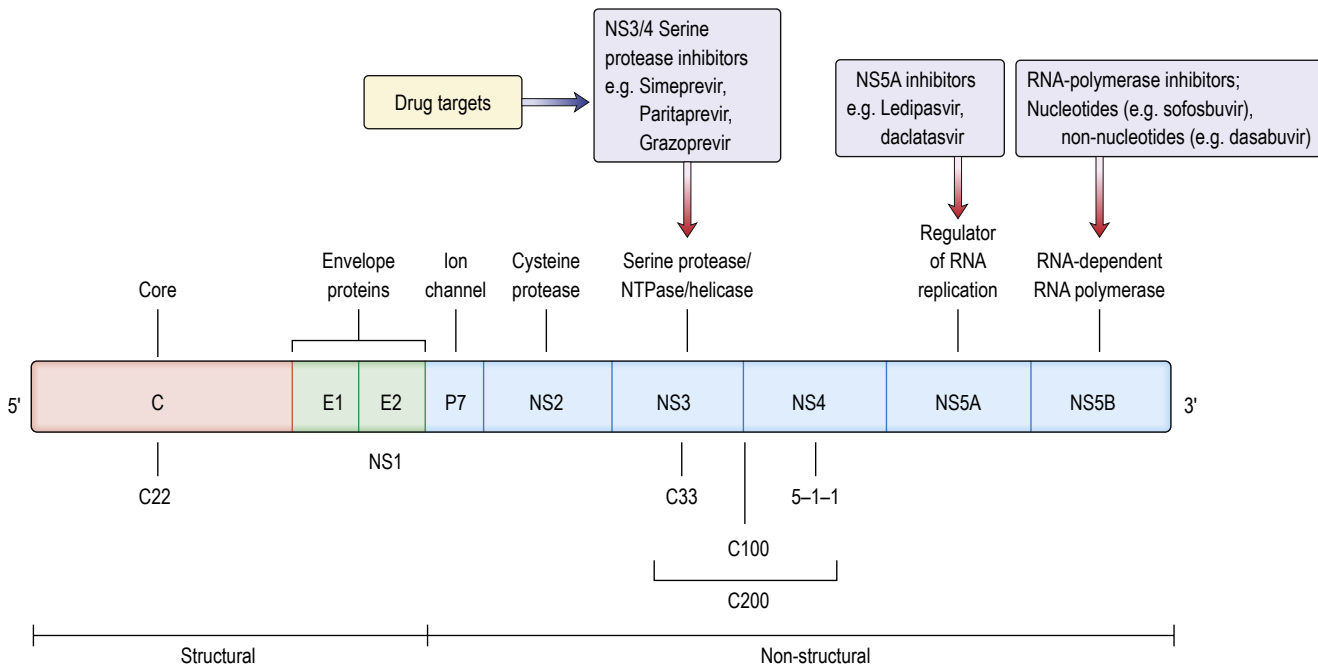 Drug targets
NS3/4 Serine
protease inhibitors
e.g. Simeprevir,
Paritaprevir,
Grazoprevir
NS5A inhibitors
e.g. Ledipasvir,
daclatasvir
RNA-polymerase inhibitors;
Nucleotides (e.g. sofosbuvir),
non-nucleotides (e.g. dasabuvir)
Core
Envelope
proteins
Ion
channel
Cysteine
protease
Serine protease/
NTPase/helicase
Regulator
of RNA
replication
RNA-dependent
RNA polymerase
5' C E1 E2 P7 NS2 NS3 NS4 NS5A NS5B 3'
NS1
C22 C33 5–1–1
C100
C200
Structural Non-structural